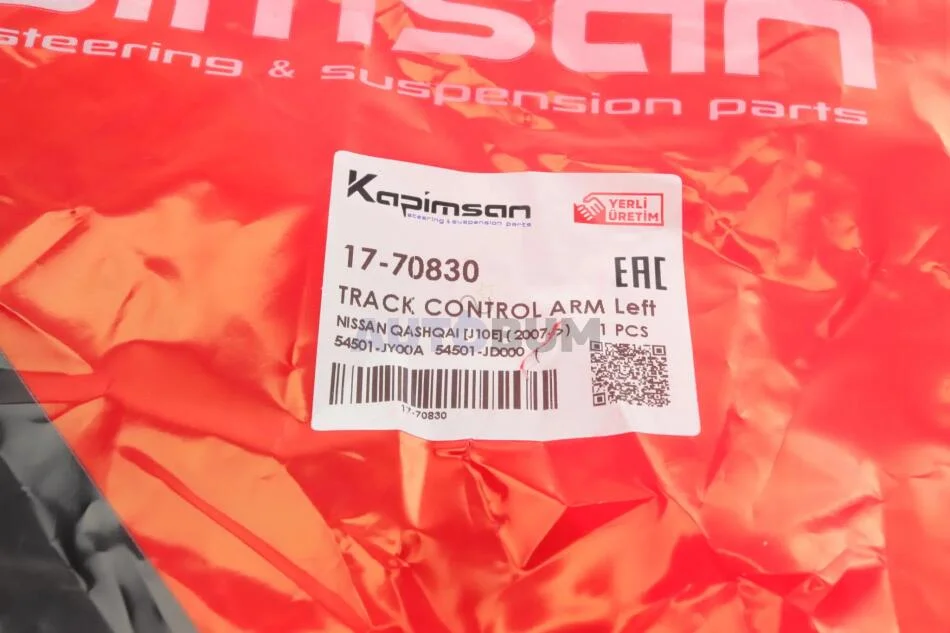 steering & suspension parts
Kapimsan
steering & suspension parts
YERLİ
ÜRETİM
17-70830
EAC
TRACK CONTROL ARM Left
NISSAN QASHQAI [J10E] (2007->) 1 PCS
54501-JY00A 54501-JD000
AUTOBUM
17-70830